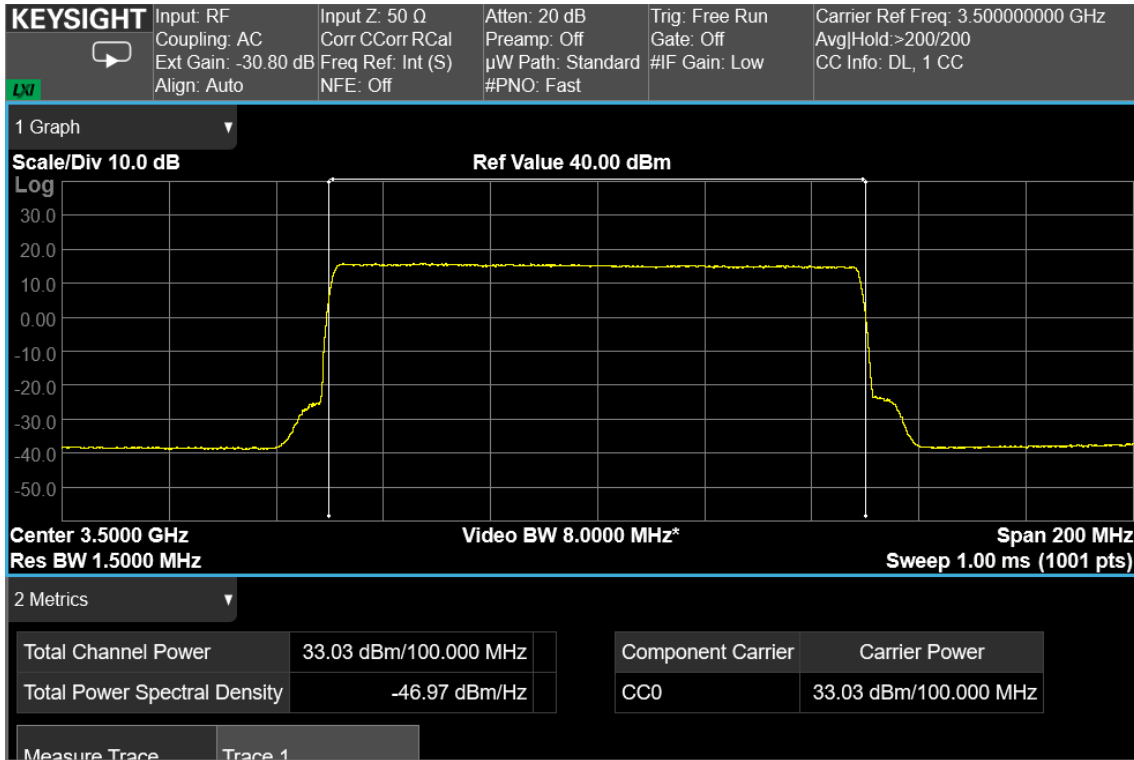 KEYSIGHT
Input: RF
Coupling: AC
Ext Gain: -30.80 dB
Align: Auto
Input Z: 50 Ω
Corr CCorr RCal
Freq Ref: Int (S)
NFE: Off
Atten: 20 dB
Preamp: Off
µW Path: Standard
#PNO: Fast
Trig: Free Run
Gate: Off
#IF Gain: Low
Carrier Ref Freq: 3.500000000 GHz
Avg|Hold:>200/200
CC Info: DL, 1 CC
LXI
1 Graph
Scale/Div 10.0 dB
Ref Value 40.00 dBm
Log
30.0
20.0
10.0
0.00
-10.0
-20.0
-30.0
-40.0
-50.0
Center 3.5000 GHz
Video BW 8.0000 MHz*
Span 200 MHz
Res BW 1.5000 MHz
Sweep 1.00 ms (1001 pts)
2 Metrics
Total Channel Power 33.03 dBm/100.000 MHz
Total Power Spectral Density -46.97 dBm/Hz
Component Carrier Carrier Power
CC0 33.03 dBm/100.000 MHz
Measure Trace Trace 1